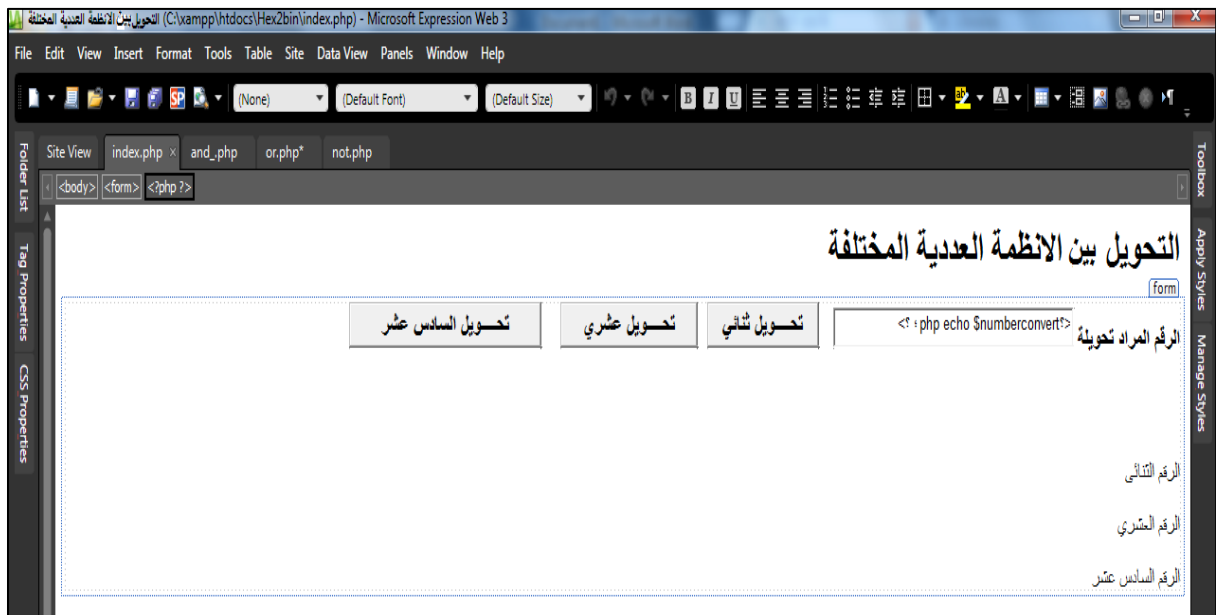 التحويل بين الانظمة العددية المختلفة (C:\xampp\htdocs\Hex2bin\index.php) - Microsoft Expression Web 3
File Edit View Insert Format Tools Table Site Data View Panels Window Help
(None) (Default Font) (Default Size)
Site View index.php × and_.php or.php* not.php
<body> <form> <?php ?>
Folder List
Tag Properties
CSS Properties
Toolbox
Apply Styles
Manage Styles
التحويل بين الانظمة العددية المختلفة
form
الرقم المراد تحويلة <؟php echo $numberconvert؛ ؟> تحـــويل ثنائي تحـــويل عشري تحـــويل السادس عشر
الرقم الثنائى
الرقم العشري
الرقم السادس عشر